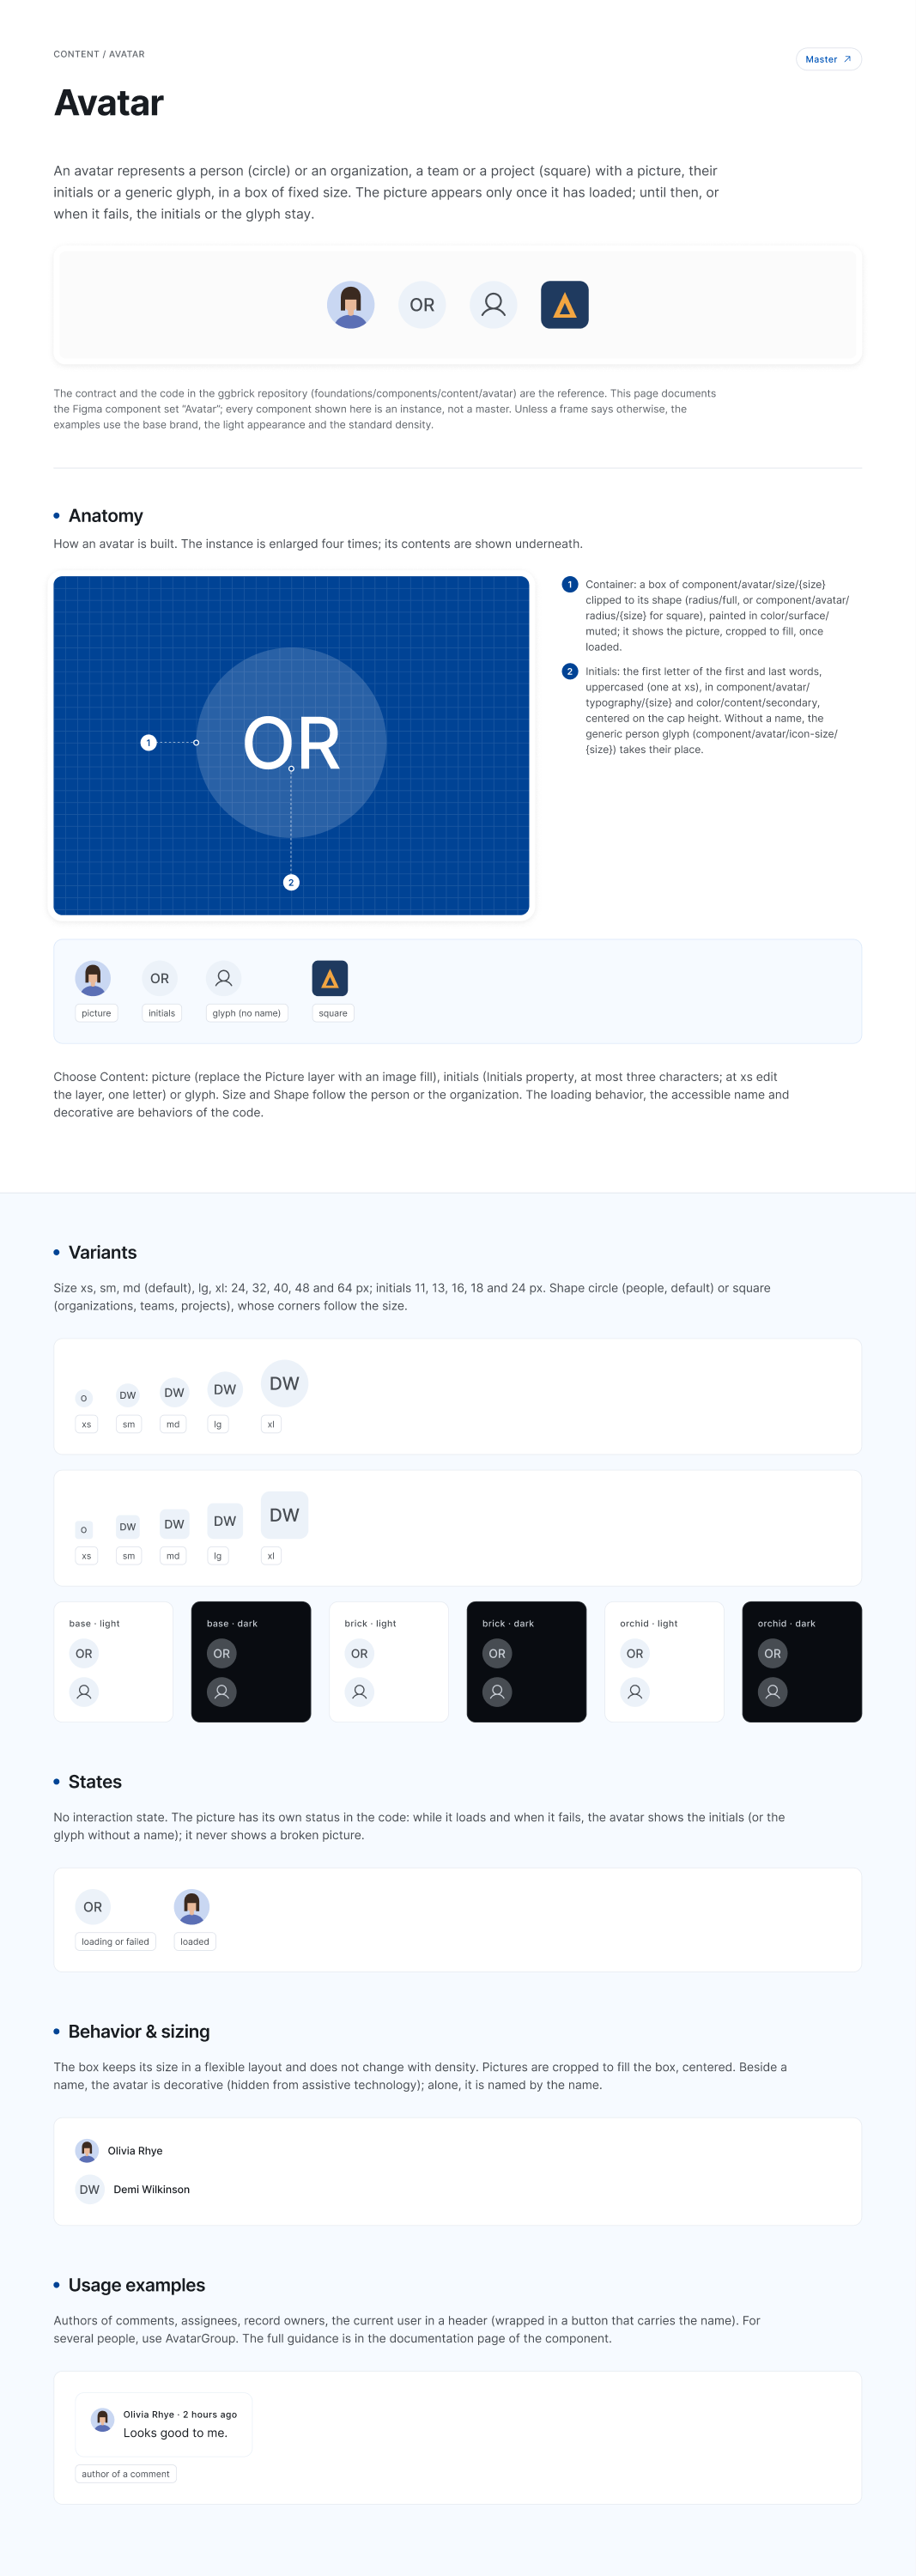 CONTENT / AVATAR
Master ↗
Avatar
An avatar represents a person (circle) or an organization, a team or a project (square) with a picture, their
initials or a generic glyph, in a box of fixed size. The picture appears only once it has loaded; until then, or
when it fails, the initials or the glyph stay.
OR
The contract and the code in the ggbrick repository (foundations/components/content/avatar) are the reference. This page documents
the Figma component set “Avatar”; every component shown here is an instance, not a master. Unless a frame says otherwise, the
examples use the base brand, the light appearance and the standard density.
Anatomy
How an avatar is built. The instance is enlarged four times; its contents are shown underneath.
OR
1
2
1 Container: a box of component/avatar/size/{size}
clipped to its shape (radius/full, or component/avatar/
radius/{size} for square), painted in color/surface/
muted; it shows the picture, cropped to fill, once
loaded.
2 Initials: the first letter of the first and last words,
uppercased (one at xs), in component/avatar/
typography/{size} and color/content/secondary,
centered on the cap height. Without a name, the
generic person glyph (component/avatar/icon-size/
{size}) takes their place.
OR
picture initials glyph (no name) square
Choose Content: picture (replace the Picture layer with an image fill), initials (Initials property, at most three characters; at xs edit
the layer, one letter) or glyph. Size and Shape follow the person or the organization. The loading behavior, the accessible name and
decorative are behaviors of the code.
Variants
Size xs, sm, md (default), lg, xl: 24, 32, 40, 48 and 64 px; initials 11, 13, 16, 18 and 24 px. Shape circle (people, default) or square
(organizations, teams, projects), whose corners follow the size.
O DW DW DW DW
xs sm md lg xl
O DW DW DW DW
xs sm md lg xl
base · light base · dark brick · light brick · dark orchid · light orchid · dark
OR OR OR OR OR OR
States
No interaction state. The picture has its own status in the code: while it loads and when it fails, the avatar shows the initials (or the
glyph without a name); it never shows a broken picture.
OR
loading or failed loaded
Behavior & sizing
The box keeps its size in a flexible layout and does not change with density. Pictures are cropped to fill the box, centered. Beside a
name, the avatar is decorative (hidden from assistive technology); alone, it is named by the name.
Olivia Rhye
DW Demi Wilkinson
Usage examples
Authors of comments, assignees, record owners, the current user in a header (wrapped in a button that carries the name). For
several people, use AvatarGroup. The full guidance is in the documentation page of the component.
Olivia Rhye · 2 hours ago
Looks good to me.
author of a comment